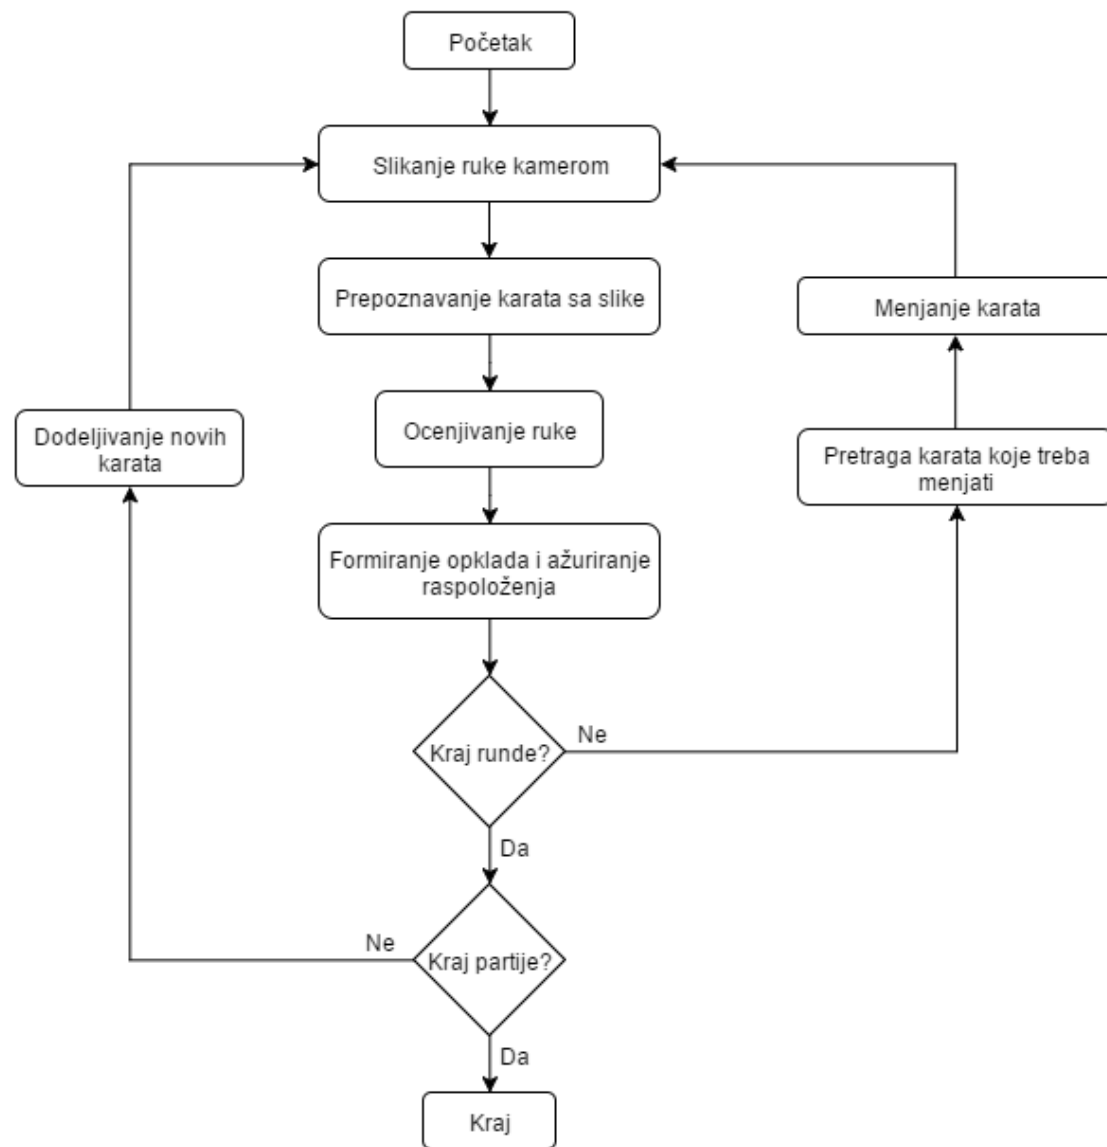 Početak
Slikanje ruke kamerom
Prepoznavanje karata sa slike
Menjanje karata
Ocenjivanje ruke
Dodeljivanje novih
karata
Pretraga karata koje treba
menjati
Formiranje opklada i ažuriranje
raspoloženja
Kraj runde?
Ne
Da
Kraj partije?
Ne
Da
Kraj